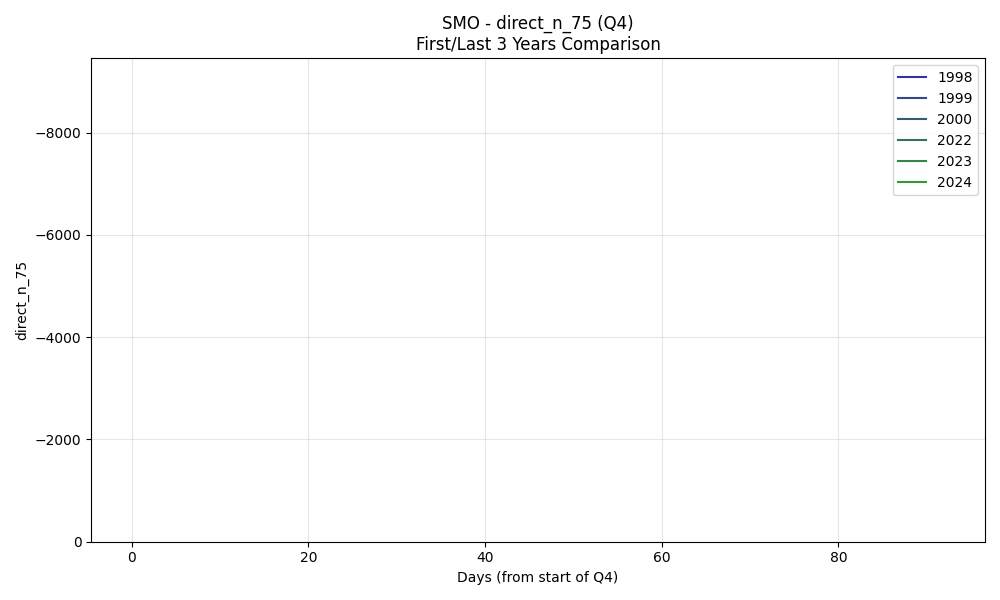 SMO - direct_n_75 (Q4)
First/Last 3 Years Comparison
1998
1999
2000
2022
2023
2024
−8000
−6000
−4000
−2000
0
direct_n_75
0 20 40 60 80
Days (from start of Q4)